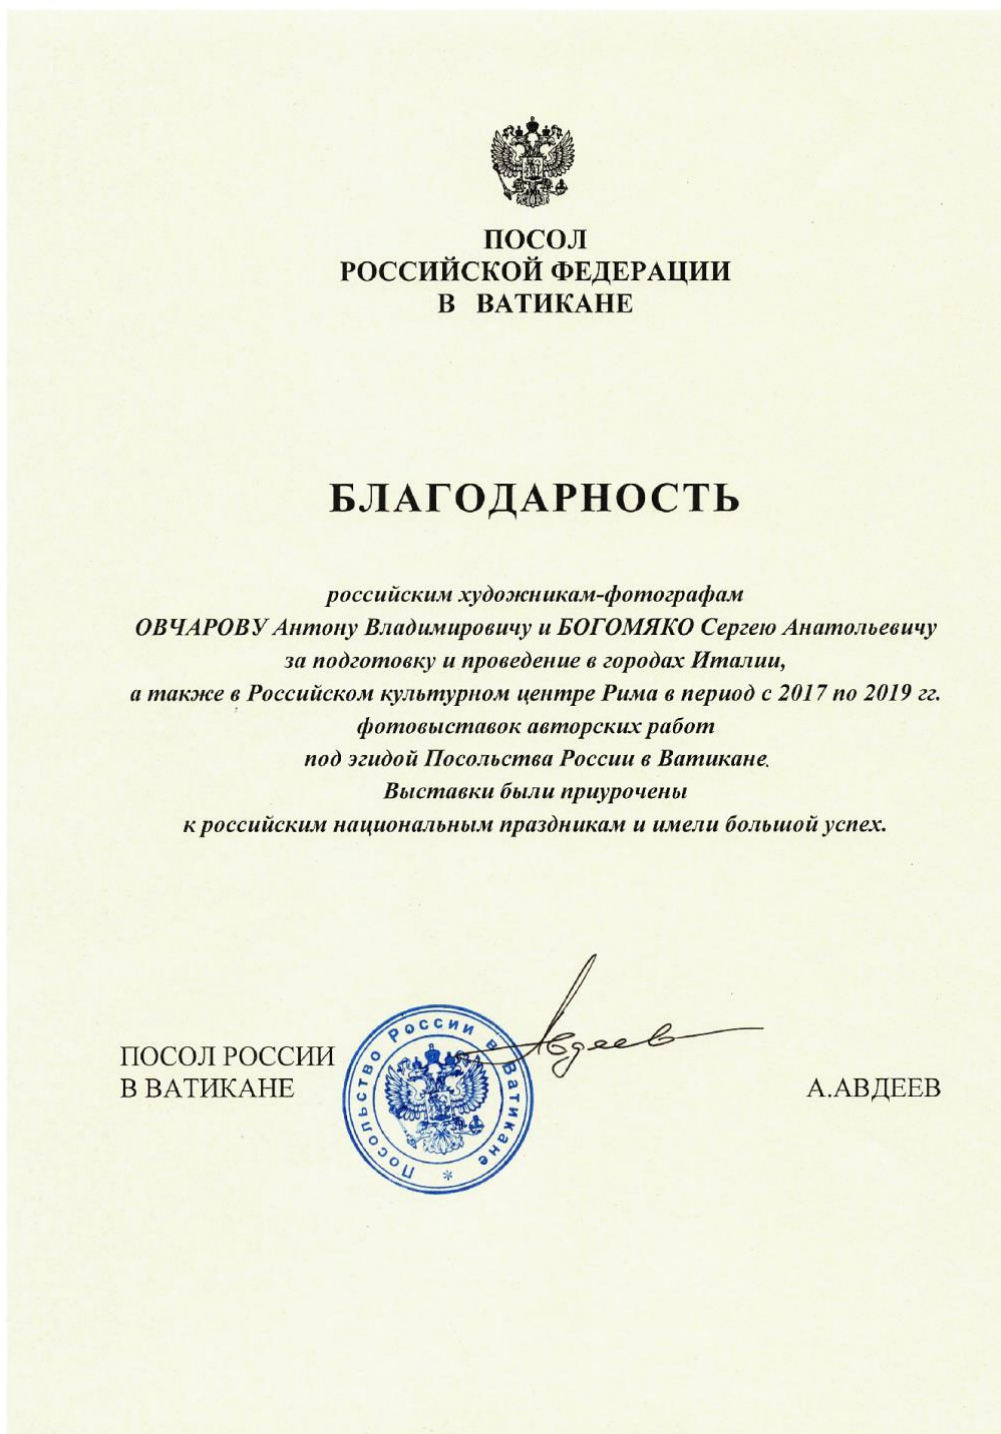 ПОСОЛ
РОССИЙСКОЙ ФЕДЕРАЦИИ
В ВАТИКАНЕ
БЛАГОДАРНОСТЬ
российским художникам-фотографам
ОВЧАРОВУ Антону Владимировичу и БОГОМЯКО Сергею Анатольевичу
за подготовку и проведение в городах Италии,
а также в Российском культурном центре Рима в период с 2017 по 2019 гг.
фотовыставок авторских работ
под эгидой Посольства России в Ватикане.
Выставки были приурочены
к российским национальным праздникам и имели большой успех.
ПОСОЛ РОССИИ
В ВАТИКАНЕ
Посольство России в Ватикане *
Авдеев
А.АВДЕЕВ